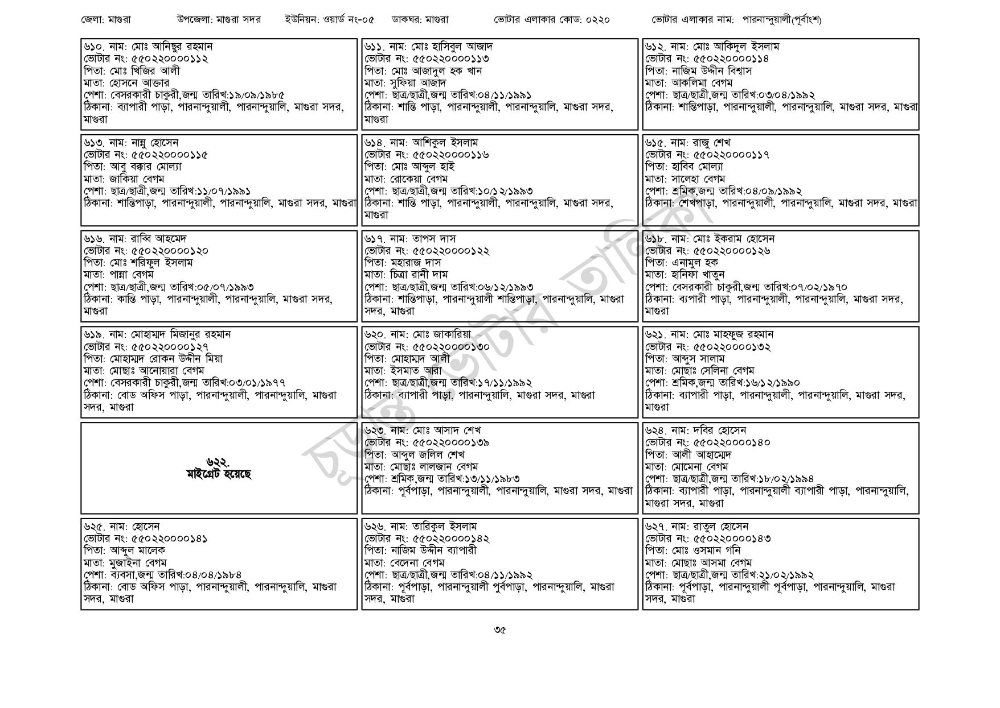 জেলা: মাগুরা উপজেলা: মাগুরা সদর ইউনিয়ন: ওয়ার্ড নং-০৫ ডাকঘর: মাগুরা ভোটার এলাকার কোড: ০২২০ ভোটার এলাকার নাম: পারনান্দুয়ালী(পূর্বাংশ)
৬১০. নাম: মোঃ আনিছুর রহমান
ভোটার নং: ৫৫০২২০০০০১১২
পিতা: মোঃ খিজির আলী
মাতা: হোসনে আক্তার
পেশা: বেসরকারী চাকুরী,জন্ম তারিখ:১৯/০৯/১৯৮৫
ঠিকানা: ব্যাপারী পাড়া, পারনান্দুয়ালী, পারনান্দুয়ালি, মাগুরা সদর,
মাগুরা
৬১১. নাম: মোঃ হাসিবুল আজাদ
ভোটার নং: ৫৫০২২০০০০১১৩
পিতা: মোঃ আজাদুল হক খান
মাতা: সুফিয়া আজাদ
পেশা: ছাত্র/ছাত্রী,জন্ম তারিখ:০৪/১১/১৯৯১
ঠিকানা: শান্তি পাড়া, পারনান্দুয়ালী, পারনান্দুয়ালি, মাগুরা সদর,
মাগুরা
৬১২. নাম: মোঃ আকিদুল ইসলাম
ভোটার নং: ৫৫০২২০০০০১১৪
পিতা: নাজিম উদ্দীন বিশ্বাস
মাতা: আকলিমা বেগম
পেশা: ছাত্র/ছাত্রী,জন্ম তারিখ:০৩/০৪/১৯৯২
ঠিকানা: শান্তিপাড়া, পারনান্দুয়ালী, পারনান্দুয়ালি, মাগুরা সদর, মাগুরা
৬১৩. নাম: নান্নু হোসেন
ভোটার নং: ৫৫০২২০০০০১১৫
পিতা: আবু বক্কার মোল্যা
মাতা: জাকিয়া বেগম
পেশা: ছাত্র/ছাত্রী,জন্ম তারিখ:১১/০৭/১৯৯১
ঠিকানা: শান্তিপাড়া, পারনান্দুয়ালী, পারনান্দুয়ালি, মাগুরা সদর, মাগুরা
৬১৪. নাম: আশিকুল ইসলাম
ভোটার নং: ৫৫০২২০০০০১১৬
পিতা: মোঃ আব্দুল হাই
মাতা: রোকেয়া বেগম
পেশা: ছাত্র/ছাত্রী,জন্ম তারিখ:১০/১২/১৯৯৩
ঠিকানা: শান্তি পাড়া, পারনান্দুয়ালী, পারনান্দুয়ালি, মাগুরা সদর,
মাগুরা
৬১৫. নাম: রাজু শেখ
ভোটার নং: ৫৫০২২০০০০১১৭
পিতা: হাবিব মোল্যা
মাতা: সালেহা বেগম
পেশা: শ্রমিক,জন্ম তারিখ:০৪/০৯/১৯৯২
ঠিকানা: শেখপাড়া, পারনান্দুয়ালী, পারনান্দুয়ালি, মাগুরা সদর, মাগুরা
৬১৬. নাম: রাব্বি আহমেদ
ভোটার নং: ৫৫০২২০০০০১২০
পিতা: মোঃ শরিফুল ইসলাম
মাতা: পান্না বেগম
পেশা: ছাত্র/ছাত্রী,জন্ম তারিখ:০৫/০৭/১৯৯৩
ঠিকানা: কান্তি পাড়া, পারনান্দুয়ালী, পারনান্দুয়ালি, মাগুরা সদর,
মাগুরা
৬১৭. নাম: তাপস দাস
ভোটার নং: ৫৫০২২০০০০১২২
পিতা: মহারাজ দাস
মাতা: চিত্রা রানী দাম
পেশা: ছাত্র/ছাত্রী,জন্ম তারিখ:০৬/১২/১৯৯৩
ঠিকানা: শান্তিপাড়া, পারনান্দুয়ালী শান্তিপাড়া, পারনান্দুয়ালি, মাগুরা
সদর, মাগুরা
৬১৮. নাম: মোঃ ইকরাম হোসেন
ভোটার নং: ৫৫০২২০০০০১২৬
পিতা: এনামুল হক
মাতা: হানিফা খাতুন
পেশা: বেসরকারী চাকুরী,জন্ম তারিখ:০৭/০২/১৯৭০
ঠিকানা: ব্যপারী পাড়া, পারনান্দুয়ালী, পারনান্দুয়ালি, মাগুরা সদর,
মাগুরা
৬১৯. নাম: মোহাম্মদ মিজানুর রহমান
ভোটার নং: ৫৫০২২০০০০১২৭
পিতা: মোহাম্মদ রোকন উদ্দীন মিয়া
মাতা: মোছাঃ আনোয়ারা বেগম
পেশা: বেসরকারী চাকুরী,জন্ম তারিখ:০৩/০১/১৯৭৭
ঠিকানা: বোড অফিস পাড়া, পারনান্দুয়ালী, পারনান্দুয়ালি, মাগুরা
সদর, মাগুরা
৬২০. নাম: মোঃ জাকারিয়া
ভোটার নং: ৫৫০২২০০০০১৩০
পিতা: মোহাম্মদ আলী
মাতা: ইসমাত আরা
পেশা: ছাত্র/ছাত্রী,জন্ম তারিখ:১৭/১১/১৯৯২
ঠিকানা: ব্যাপারী পাড়া, পারনান্দুয়ালি, মাগুরা সদর, মাগুরা
৬২১. নাম: মোঃ মাহফুজ রহমান
ভোটার নং: ৫৫০২২০০০০১৩২
পিতা: আব্দুস সালাম
মাতা: মোছাঃ সেলিনা বেগম
পেশা: শ্রমিক,জন্ম তারিখ:১৬/১২/১৯৯০
ঠিকানা: ব্যাপারী পাড়া, পারনান্দুয়ালী, পারনান্দুয়ালি, মাগুরা সদর,
মাগুরা
৬২২.
মাইগ্রেট হয়েছে
৬২৩. নাম: মোঃ আসাদ শেখ
ভোটার নং: ৫৫০২২০০০০১৩৯
পিতা: আব্দুল জলিল শেখ
মাতা: মোছাঃ লালজান বেগম
পেশা: শ্রমিক,জন্ম তারিখ:১৩/১১/১৯৮৩
ঠিকানা: পূর্বপাড়া, পারনান্দুয়ালী, পারনান্দুয়ালি, মাগুরা সদর, মাগুরা
৬২৪. নাম: দবির হোসেন
ভোটার নং: ৫৫০২২০০০০১৪০
পিতা: আলী আহাম্মেদ
মাতা: মোমেনা বেগম
পেশা: ছাত্র/ছাত্রী,জন্ম তারিখ:১৮/০২/১৯৯৪
ঠিকানা: ব্যাপারী পাড়া, পারনান্দুয়ালী ব্যাপারী পাড়া, পারনান্দুয়ালি,
মাগুরা সদর, মাগুরা
৬২৫. নাম: হোসেন
ভোটার নং: ৫৫০২২০০০০১৪১
পিতা: আব্দুল মালেক
মাতা: মুজাইনা বেগম
পেশা: ব্যবসা,জন্ম তারিখ:০৪/০৪/১৯৮৪
ঠিকানা: বোড অফিস পাড়া, পারনান্দুয়ালী, পারনান্দুয়ালি, মাগুরা
সদর, মাগুরা
৬২৬. নাম: তারিকুল ইসলাম
ভোটার নং: ৫৫০২২০০০০১৪২
পিতা: নাজিম উদ্দীন ব্যাপারী
মাতা: বেদেনা বেগম
পেশা: ছাত্র/ছাত্রী,জন্ম তারিখ:০৪/১১/১৯৯২
ঠিকানা: পূর্বপাড়া, পারনান্দুয়ালী পুর্বপাড়া, পারনান্দুয়ালি, মাগুরা
সদর, মাগুরা
৬২৭. নাম: রাতুল হোসেন
ভোটার নং: ৫৫০২২০০০০১৪৩
পিতা: মোঃ ওসমান গনি
মাতা: মোছাঃ আসমা বেগম
পেশা: ছাত্র/ছাত্রী,জন্ম তারিখ:২১/০২/১৯৯২
ঠিকানা: পূর্বপাড়া, পারনান্দুয়ালী পূর্বপাড়া, পারনান্দুয়ালি, মাগুরা
সদর, মাগুরা
চূড়ান্ত ভোটার তালিকা
৩৫